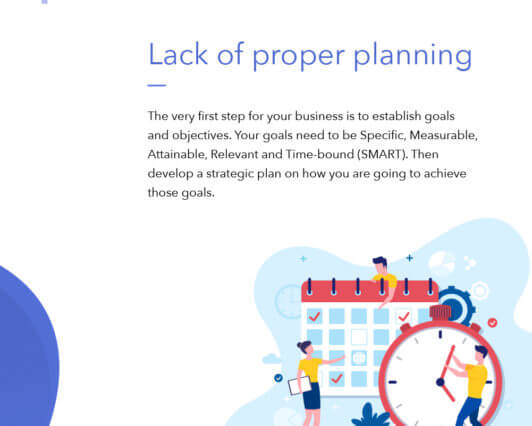 Lack of proper planning
The very first step for your business is to establish goals
and objectives. Your goals need to be Specific, Measurable,
Attainable, Relevant and Time-bound (SMART). Then
develop a strategic plan on how you are going to achieve
those goals.